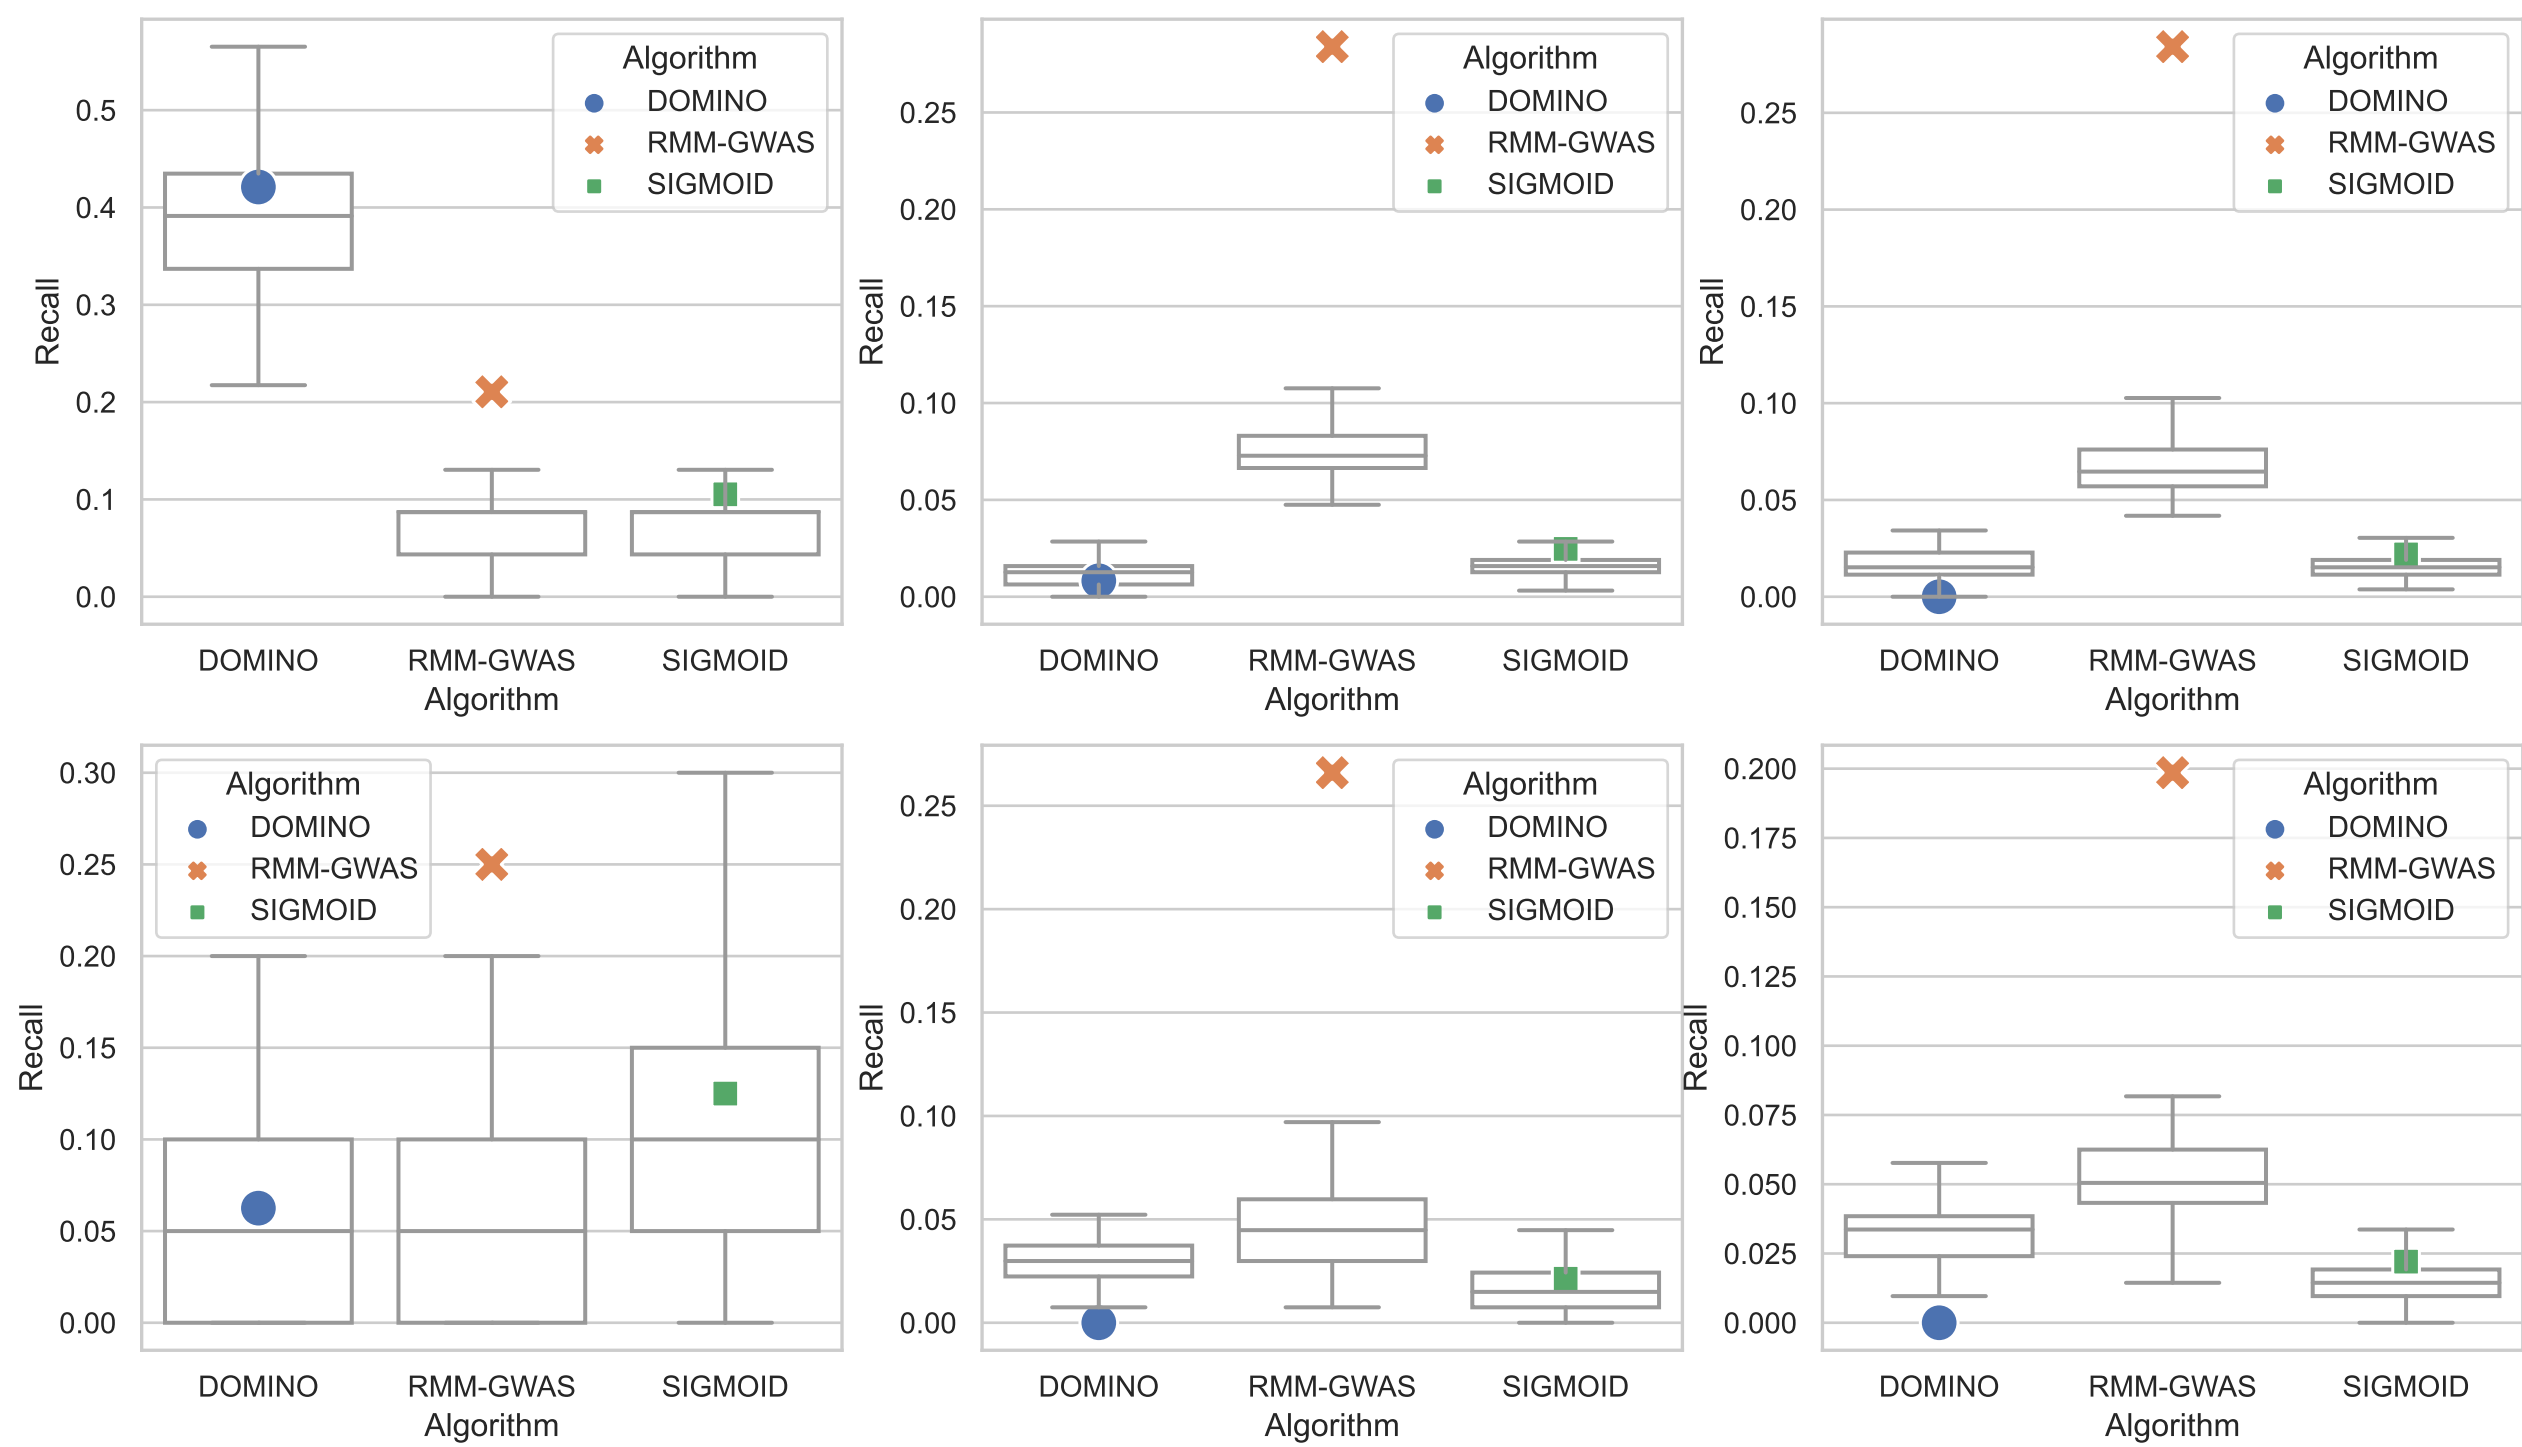 Recall
0.5
0.4
0.3
0.2
0.1
0.0
Algorithm
DOMINO
RMM-GWAS
SIGMOID
DOMINO RMM-GWAS SIGMOID
Algorithm
Recall
0.25
0.20
0.15
0.10
0.05
0.00
Algorithm
DOMINO
RMM-GWAS
SIGMOID
DOMINO RMM-GWAS SIGMOID
Algorithm
Recall
0.25
0.20
0.15
0.10
0.05
0.00
Algorithm
DOMINO
RMM-GWAS
SIGMOID
DOMINO RMM-GWAS SIGMOID
Algorithm
Recall
0.30
0.25
0.20
0.15
0.10
0.05
0.00
Algorithm
DOMINO
RMM-GWAS
SIGMOID
DOMINO RMM-GWAS SIGMOID
Algorithm
Recall
0.25
0.20
0.15
0.10
0.05
0.00
Algorithm
DOMINO
RMM-GWAS
SIGMOID
DOMINO RMM-GWAS SIGMOID
Algorithm
Recall
0.200
0.175
0.150
0.125
0.100
0.075
0.050
0.025
0.000
Algorithm
DOMINO
RMM-GWAS
SIGMOID
DOMINO RMM-GWAS SIGMOID
Algorithm